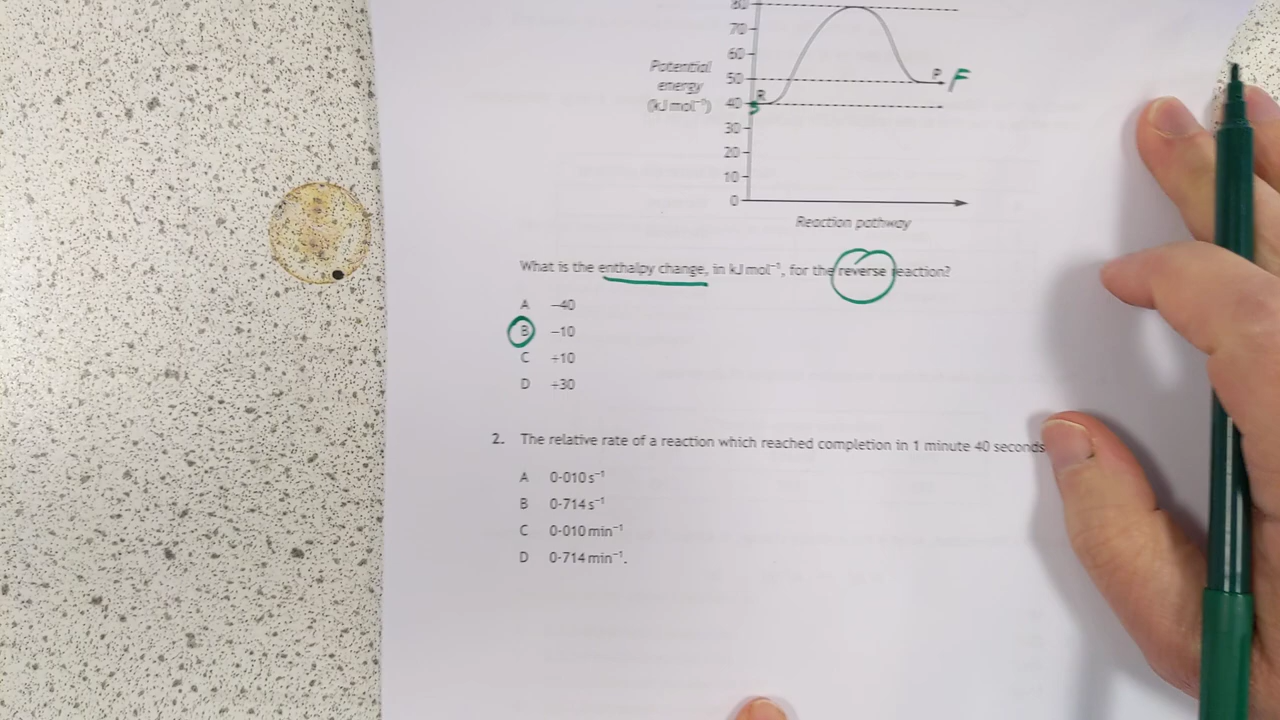 80
70
60
50
40
30
20
10
0
Potential
energy
(kJ mol⁻¹)
R
P
F
Reaction pathway
What is the enthalpy change, in kJ mol⁻¹, for the reverse reaction?
A −40
B −10
C +10
D +30
2. The relative rate of a reaction which reached completion in 1 minute 40 seconds
A 0·010 s⁻¹
B 0·714 s⁻¹
C 0·010 min⁻¹
D 0·714 min⁻¹.